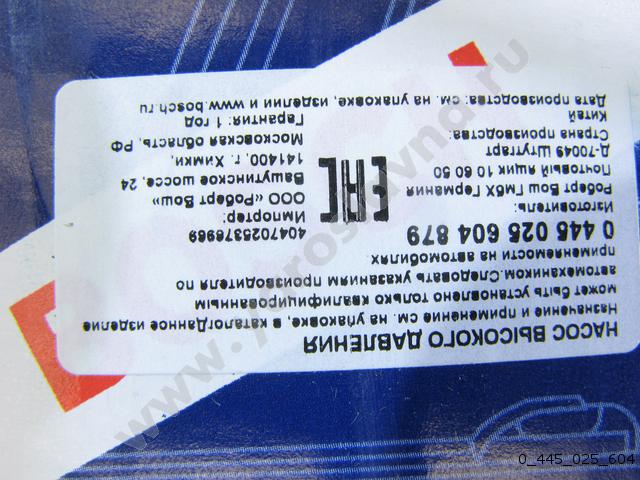 НАСОС ВЫСОКОГО ДАВЛЕНИЯ
Назначение и применение - см. на упаковке, в каталогДанное изделие
может быть установлено только квалифицированным
автомехаником.Следовать указаниям производителя по
применяемости на автомобилях
0 445 025 604 879
4047025376969
Изготовитель:
Роберт Бош ГмбХ Германия
Почтовый ящик 10 60 50
Д-70049 Штутгарт
Страна производства:
Китай
Дата производства: см. на упаковке, изделии и www.bosch.ru
EAC
Импортер:
ООО «Роберт Бош»
Вашутинское шоссе, 24
141400, г. Химки,
Московская область, РФ
Гарантия: 1 год
0_445_025_604